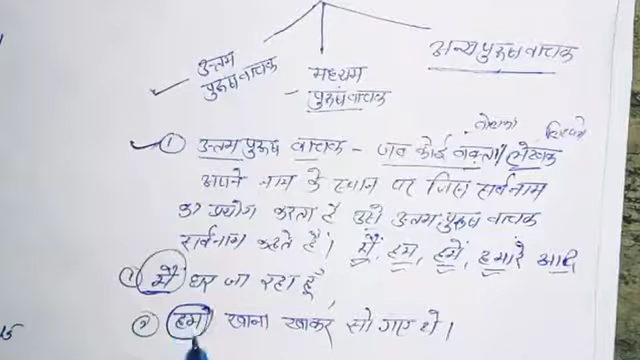 उत्तम
पुरुषवाचक
मध्यम
पुरुषवाचक
अन्य पुरुषवाचक
① उत्तम पुरुष वाचक - जब कोई वक्ता/लेखक
अपने नाम के स्थान पर जिस सर्वनाम
का प्रयोग करता है उसे उत्तम पुरुष वाचक
सर्वनाम कहते हैं। मैं, हम, हमें, हमारे आदि
① मैं घर जा रहा हूँ,
② हम खाना खाकर सो गए थे।